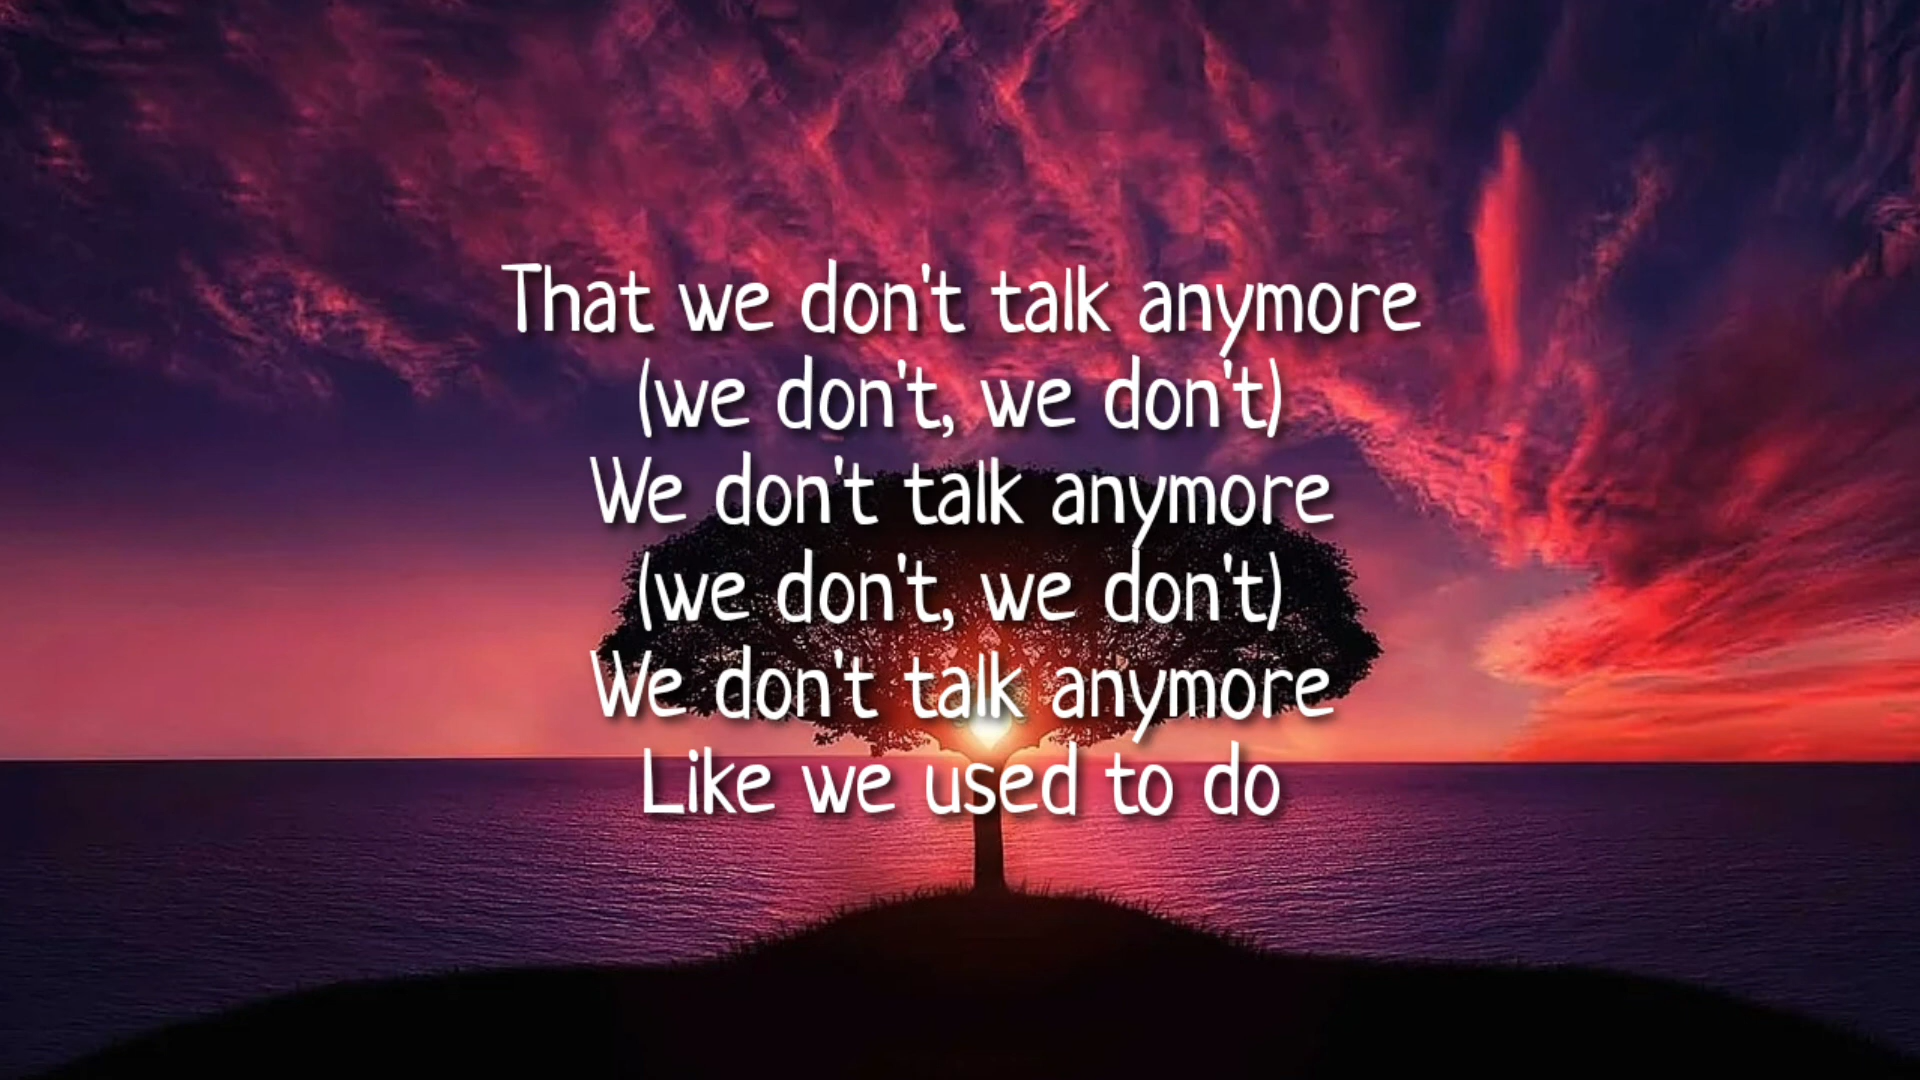 That we don't talk anymore
(we don't, we don't)
We don't talk anymore
(we don't, we don't)
We don't talk anymore
Like we used to do